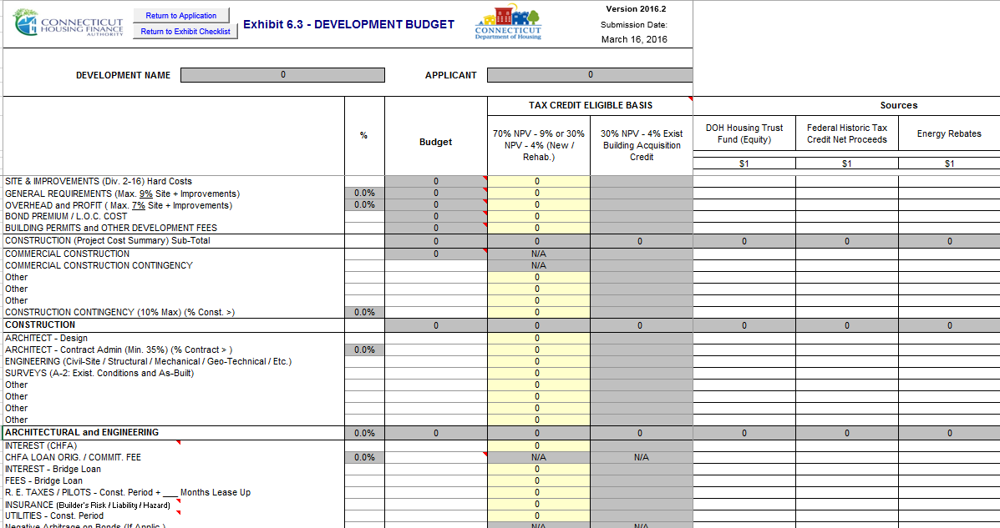 CONNECTICUT
HOUSING FINANCE
AUTHORITY
Return to Application
Return to Exhibit Checklist
Exhibit 6.3 - DEVELOPMENT BUDGET
CONNECTICUT
Department of Housing
Version 2016.2
Submission Date:
March 16, 2016
DEVELOPMENT NAME 0 APPLICANT 0
TAX CREDIT ELIGIBLE BASIS
Sources
%
Budget
70% NPV - 9% or 30%
NPV - 4% (New /
Rehab.)
30% NPV - 4% Exist
Building Acquisition
Credit
DOH Housing Trust
Fund (Equity)
Federal Historic Tax
Credit Net Proceeds
Energy Rebates
$1 $1 $1
SITE & IMPROVEMENTS (Div. 2-16) Hard Costs 0 0
GENERAL REQUIREMENTS (Max. 9% Site + Improvements) 0.0% 0 0
OVERHEAD and PROFIT ( Max. 7% Site + Improvements) 0.0% 0 0
BOND PREMIUM / L.O.C. COST 0 0
BUILDING PERMITS and OTHER DEVELOPMENT FEES 0 0
CONSTRUCTION (Project Cost Summary) Sub-Total 0 0 0 0 0 0
COMMERCIAL CONSTRUCTION 0 N/A
COMMERCIAL CONSTRUCTION CONTINGENCY N/A
Other 0
Other 0
Other 0
CONSTRUCTION CONTINGENCY (10% Max) (% Const. >) 0.0% 0
CONSTRUCTION 0 0 0 0 0 0
ARCHITECT - Design 0
ARCHITECT - Contract Admin (Min. 35%) (% Contract > ) 0.0% 0
ENGINEERING (Civil-Site / Structural / Mechanical / Geo-Technical / Etc.) 0
SURVEYS (A-2: Exist. Conditions and As-Built) 0
Other 0
Other 0
Other 0
Other 0
ARCHITECTURAL and ENGINEERING 0.0% 0 0 0 0 0 0
INTEREST (CHFA) 0
CHFA LOAN ORIG. / COMMIT. FEE 0.0% N/A N/A
INTEREST - Bridge Loan 0
FEES - Bridge Loan 0
R. E. TAXES / PILOTS - Const. Period + ___ Months Lease Up 0
INSURANCE (Builder's Risk / Liability / Hazard) 0
UTILITIES - Const. Period 0
Negative Arbitrage on Bonds (If Applic.) N/A N/A